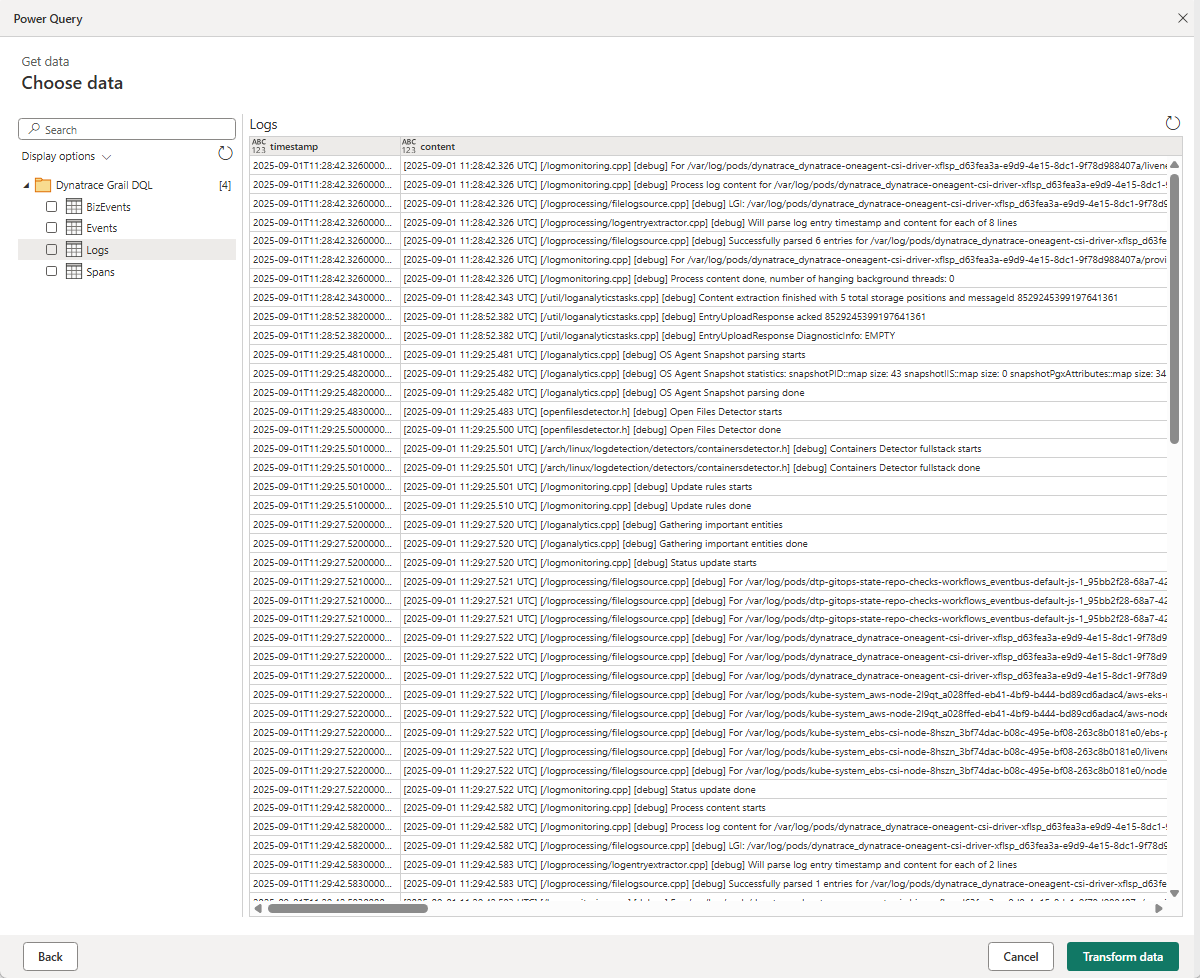 Power Query
Get data
Choose data
Search
Display options
Dynatrace Grail DQL [4]
BizEvents
Events
Logs
Spans
Logs
ABC 123 timestamp ABC 123 content
2025-09-01T11:28:42.3260000... [2025-09-01 11:28:42.326 UTC] [/logmonitoring.cpp] [debug] For /var/log/pods/dynatrace_dynatrace-oneagent-csi-driver-xflsp_d63fea3a-e9d9-4e15-8dc1-9f78d988407a/livene
2025-09-01T11:28:42.3260000... [2025-09-01 11:28:42.326 UTC] [/logmonitoring.cpp] [debug] Process log content for /var/log/pods/dynatrace_dynatrace-oneagent-csi-driver-xflsp_d63fea3a-e9d9-4e15-8dc1-
2025-09-01T11:28:42.3260000... [2025-09-01 11:28:42.326 UTC] [/logprocessing/filelogsource.cpp] [debug] LGI: /var/log/pods/dynatrace_dynatrace-oneagent-csi-driver-xflsp_d63fea3a-e9d9-4e15-8dc1-9f78d9
2025-09-01T11:28:42.3260000... [2025-09-01 11:28:42.326 UTC] [/logprocessing/logentryextractor.cpp] [debug] Will parse log entry timestamp and content for each of 8 lines
2025-09-01T11:28:42.3260000... [2025-09-01 11:28:42.326 UTC] [/logprocessing/filelogsource.cpp] [debug] Successfully parsed 6 entries for /var/log/pods/dynatrace_dynatrace-oneagent-csi-driver-xflsp_d63fe
2025-09-01T11:28:42.3260000... [2025-09-01 11:28:42.326 UTC] [/logprocessing/filelogsource.cpp] [debug] For /var/log/pods/dynatrace_dynatrace-oneagent-csi-driver-xflsp_d63fea3a-e9d9-4e15-8dc1-9f78d988407a/provi
2025-09-01T11:28:42.3260000... [2025-09-01 11:28:42.326 UTC] [/logmonitoring.cpp] [debug] Process content done, number of hanging background threads: 0
2025-09-01T11:28:42.3430000... [2025-09-01 11:28:42.343 UTC] [/util/loganalyticstasks.cpp] [debug] Content extraction finished with 5 total storage positions and messageId 8529245399197641361
2025-09-01T11:28:52.3820000... [2025-09-01 11:28:52.382 UTC] [/util/loganalyticstasks.cpp] [debug] EntryUploadResponse acked 8529245399197641361
2025-09-01T11:28:52.3820000... [2025-09-01 11:28:52.382 UTC] [/util/loganalyticstasks.cpp] [debug] EntryUploadResponse DiagnosticInfo: EMPTY
2025-09-01T11:29:25.4810000... [2025-09-01 11:29:25.481 UTC] [/loganalytics.cpp] [debug] OS Agent Snapshot parsing starts
2025-09-01T11:29:25.4820000... [2025-09-01 11:29:25.482 UTC] [/loganalytics.cpp] [debug] OS Agent Snapshot statistics: snapshotPID::map size: 43 snapshotIIS::map size: 0 snapshotPgxAttributes::map size: 34
2025-09-01T11:29:25.4820000... [2025-09-01 11:29:25.482 UTC] [/loganalytics.cpp] [debug] OS Agent Snapshot parsing done
2025-09-01T11:29:25.4830000... [2025-09-01 11:29:25.483 UTC] [openfilesdetector.h] [debug] Open Files Detector starts
2025-09-01T11:29:25.5000000... [2025-09-01 11:29:25.500 UTC] [openfilesdetector.h] [debug] Open Files Detector done
2025-09-01T11:29:25.5010000... [2025-09-01 11:29:25.501 UTC] [/arch/linux/logdetection/detectors/containersdetector.h] [debug] Containers Detector fullstack starts
2025-09-01T11:29:25.5010000... [2025-09-01 11:29:25.501 UTC] [/arch/linux/logdetection/detectors/containersdetector.h] [debug] Containers Detector fullstack done
2025-09-01T11:29:25.5010000... [2025-09-01 11:29:25.501 UTC] [/logmonitoring.cpp] [debug] Update rules starts
2025-09-01T11:29:25.5100000... [2025-09-01 11:29:25.510 UTC] [/logmonitoring.cpp] [debug] Update rules done
2025-09-01T11:29:27.5200000... [2025-09-01 11:29:27.520 UTC] [/loganalytics.cpp] [debug] Gathering important entities
2025-09-01T11:29:27.5200000... [2025-09-01 11:29:27.520 UTC] [/loganalytics.cpp] [debug] Gathering important entities done
2025-09-01T11:29:27.5200000... [2025-09-01 11:29:27.520 UTC] [/logmonitoring.cpp] [debug] Status update starts
2025-09-01T11:29:27.5210000... [2025-09-01 11:29:27.521 UTC] [/logprocessing/filelogsource.cpp] [debug] For /var/log/pods/dtp-gitops-state-repo-checks-workflows_eventbus-default-js-1_95bb2f28-68a7-42
2025-09-01T11:29:27.5210000... [2025-09-01 11:29:27.521 UTC] [/logprocessing/filelogsource.cpp] [debug] For /var/log/pods/dtp-gitops-state-repo-checks-workflows_eventbus-default-js-1_95bb2f28-68a7-42
2025-09-01T11:29:27.5210000... [2025-09-01 11:29:27.521 UTC] [/logprocessing/filelogsource.cpp] [debug] For /var/log/pods/dtp-gitops-state-repo-checks-workflows_eventbus-default-js-1_95bb2f28-68a7-42
2025-09-01T11:29:27.5220000... [2025-09-01 11:29:27.522 UTC] [/logprocessing/filelogsource.cpp] [debug] For /var/log/pods/dynatrace_dynatrace-oneagent-csi-driver-xflsp_d63fea3a-e9d9-4e15-8dc1-9f78d9
2025-09-01T11:29:27.5220000... [2025-09-01 11:29:27.522 UTC] [/logprocessing/filelogsource.cpp] [debug] For /var/log/pods/dynatrace_dynatrace-oneagent-csi-driver-xflsp_d63fea3a-e9d9-4e15-8dc1-9f78d9
2025-09-01T11:29:27.5220000... [2025-09-01 11:29:27.522 UTC] [/logprocessing/filelogsource.cpp] [debug] For /var/log/pods/dynatrace_dynatrace-oneagent-csi-driver-xflsp_d63fea3a-e9d9-4e15-8dc1-9f78d9
2025-09-01T11:29:27.5220000... [2025-09-01 11:29:27.522 UTC] [/logprocessing/filelogsource.cpp] [debug] For /var/log/pods/kube-system_aws-node-2l9qt_a028ffed-eb41-4bf9-b444-bd89cd6adac4/aws-eks-
2025-09-01T11:29:27.5220000... [2025-09-01 11:29:27.522 UTC] [/logprocessing/filelogsource.cpp] [debug] For /var/log/pods/kube-system_aws-node-2l9qt_a028ffed-eb41-4bf9-b444-bd89cd6adac4/aws-node
2025-09-01T11:29:27.5220000... [2025-09-01 11:29:27.522 UTC] [/logprocessing/filelogsource.cpp] [debug] For /var/log/pods/kube-system_ebs-csi-node-8hszn_3bf74dac-b08c-495e-bf08-263c8b0181e0/ebs-p
2025-09-01T11:29:27.5220000... [2025-09-01 11:29:27.522 UTC] [/logprocessing/filelogsource.cpp] [debug] For /var/log/pods/kube-system_ebs-csi-node-8hszn_3bf74dac-b08c-495e-bf08-263c8b0181e0/livene
2025-09-01T11:29:27.5220000... [2025-09-01 11:29:27.522 UTC] [/logprocessing/filelogsource.cpp] [debug] For /var/log/pods/kube-system_ebs-csi-node-8hszn_3bf74dac-b08c-495e-bf08-263c8b0181e0/node
2025-09-01T11:29:27.5220000... [2025-09-01 11:29:27.522 UTC] [/logmonitoring.cpp] [debug] Status update done
2025-09-01T11:29:42.5820000... [2025-09-01 11:29:42.582 UTC] [/logmonitoring.cpp] [debug] Process content starts
2025-09-01T11:29:42.5820000... [2025-09-01 11:29:42.582 UTC] [/logmonitoring.cpp] [debug] Process log content for /var/log/pods/dynatrace_dynatrace-oneagent-csi-driver-xflsp_d63fea3a-e9d9-4e15-8dc1-
2025-09-01T11:29:42.5820000... [2025-09-01 11:29:42.582 UTC] [/logprocessing/filelogsource.cpp] [debug] LGI: /var/log/pods/dynatrace_dynatrace-oneagent-csi-driver-xflsp_d63fea3a-e9d9-4e15-8dc1-9f78d9
2025-09-01T11:29:42.5830000... [2025-09-01 11:29:42.583 UTC] [/logprocessing/logentryextractor.cpp] [debug] Will parse log entry timestamp and content for each of 2 lines
2025-09-01T11:29:42.5830000... [2025-09-01 11:29:42.583 UTC] [/logprocessing/filelogsource.cpp] [debug] Successfully parsed 1 entries for /var/log/pods/dynatrace_dynatrace-oneagent-csi-driver-xflsp_d63fe
Back
Cancel
Transform data